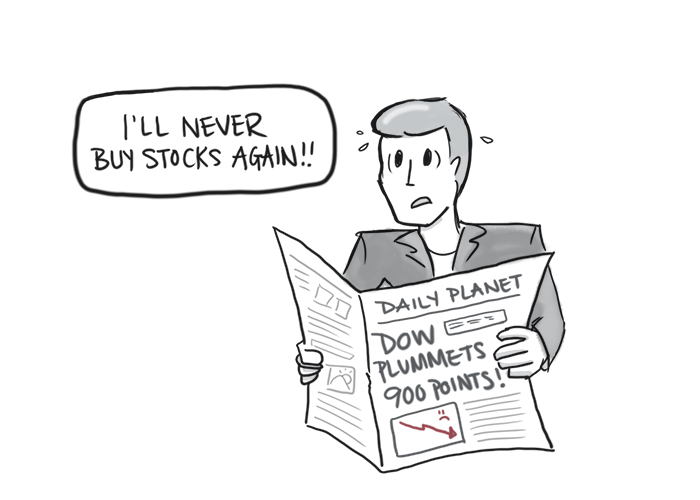 I'LL NEVER
BUY STOCKS AGAIN!!
DAILY PLANET
DOW
PLUMMETS
900 POINTS!